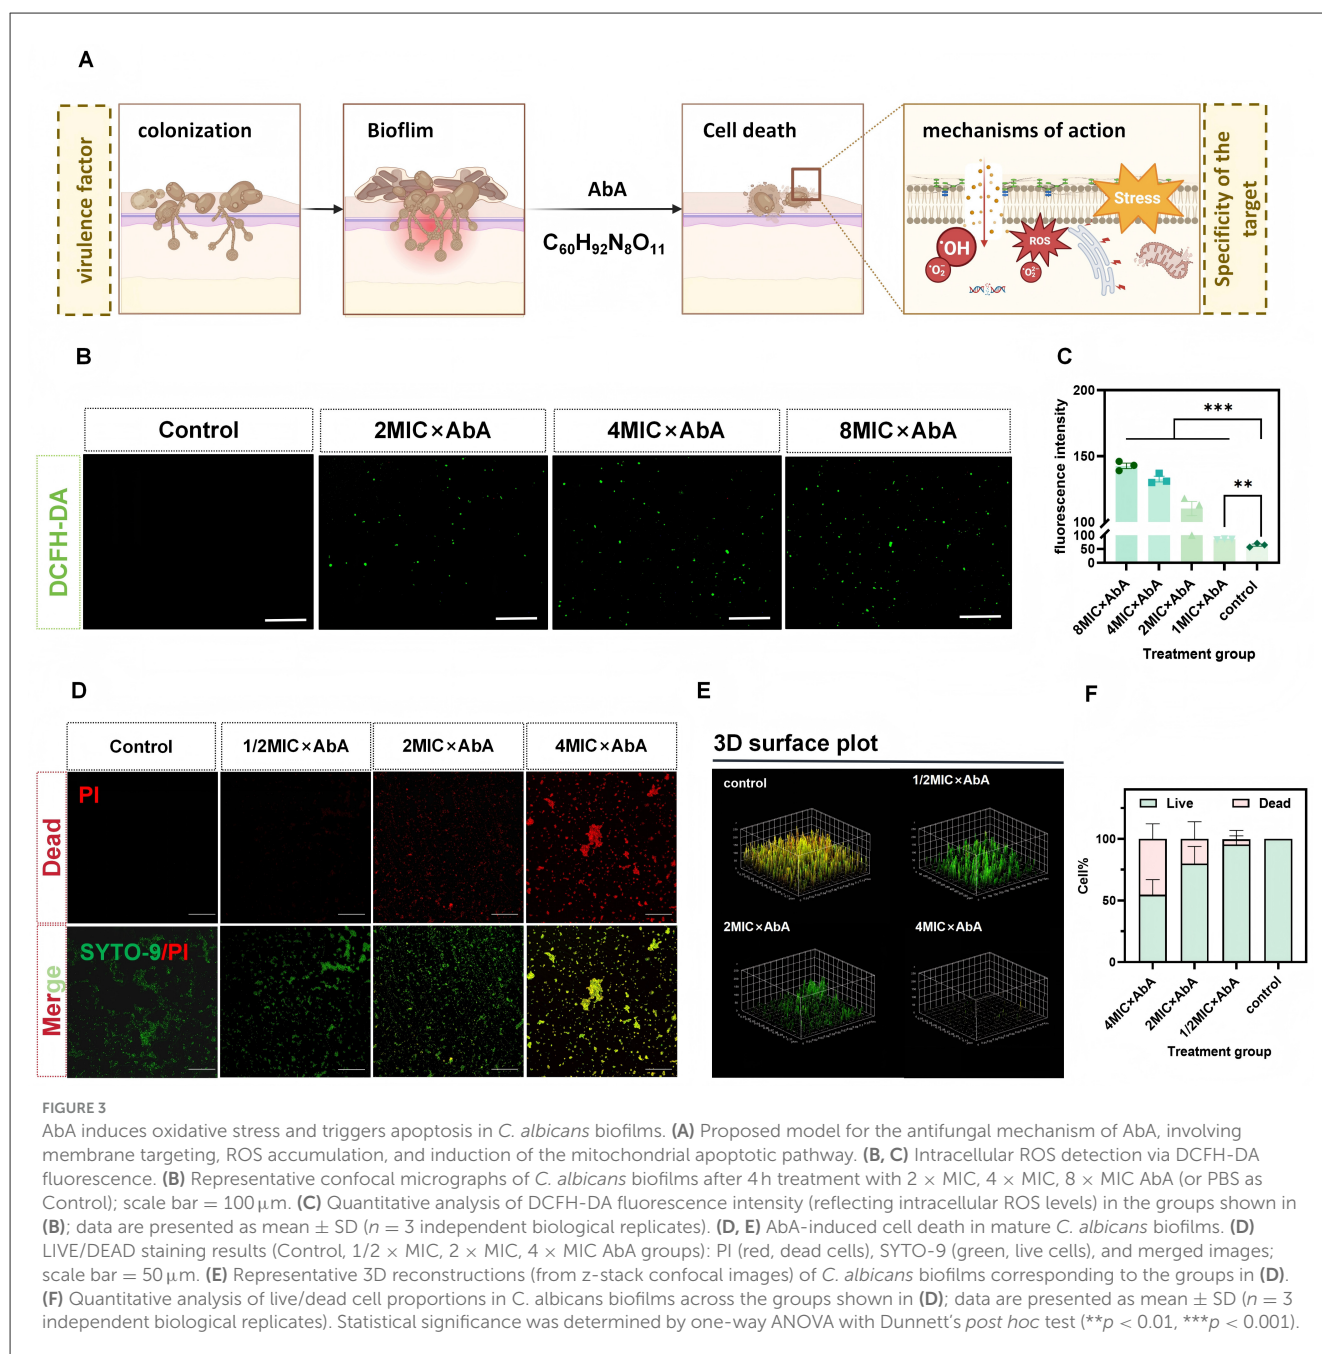 A
virulence factor
colonization
Bioflim
AbA
C₆₀H₉₂N₈O₁₁
Cell death
mechanisms of action
Stress
•OH
•O₂⁻
ROS
Specificity of the target
B
Control
2MIC×AbA
4MIC×AbA
8MIC×AbA
DCFH-DA
C
fluorescence intensity
200
150
100
100
50
0
***
**
8MIC×AbA
4MIC×AbA
2MIC×AbA
1MIC×AbA
control
Treatment group
D
Control
1/2MIC×AbA
2MIC×AbA
4MIC×AbA
Dead
PI
Merge
SYTO-9/PI
E
3D surface plot
control
1/2MIC×AbA
2MIC×AbA
4MIC×AbA
F
Live
Dead
Cell%
100
50
0
4MIC×AbA
2MIC×AbA
1/2MIC×AbA
control
Treatment group
FIGURE 3
AbA induces oxidative stress and triggers apoptosis in C. albicans biofilms. (A) Proposed model for the antifungal mechanism of AbA, involving
membrane targeting, ROS accumulation, and induction of the mitochondrial apoptotic pathway. (B, C) Intracellular ROS detection via DCFH-DA
fluorescence. (B) Representative confocal micrographs of C. albicans biofilms after 4 h treatment with 2 × MIC, 4 × MIC, 8 × MIC AbA (or PBS as
Control); scale bar = 100 μm. (C) Quantitative analysis of DCFH-DA fluorescence intensity (reflecting intracellular ROS levels) in the groups shown in
(B); data are presented as mean ± SD (n = 3 independent biological replicates). (D, E) AbA-induced cell death in mature C. albicans biofilms. (D)
LIVE/DEAD staining results (Control, 1/2 × MIC, 2 × MIC, 4 × MIC AbA groups): PI (red, dead cells), SYTO-9 (green, live cells), and merged images;
scale bar = 50 μm. (E) Representative 3D reconstructions (from z-stack confocal images) of C. albicans biofilms corresponding to the groups in (D).
(F) Quantitative analysis of live/dead cell proportions in C. albicans biofilms across the groups shown in (D); data are presented as mean ± SD (n = 3
independent biological replicates). Statistical significance was determined by one-way ANOVA with Dunnett's post hoc test (**p < 0.01, ***p < 0.001).